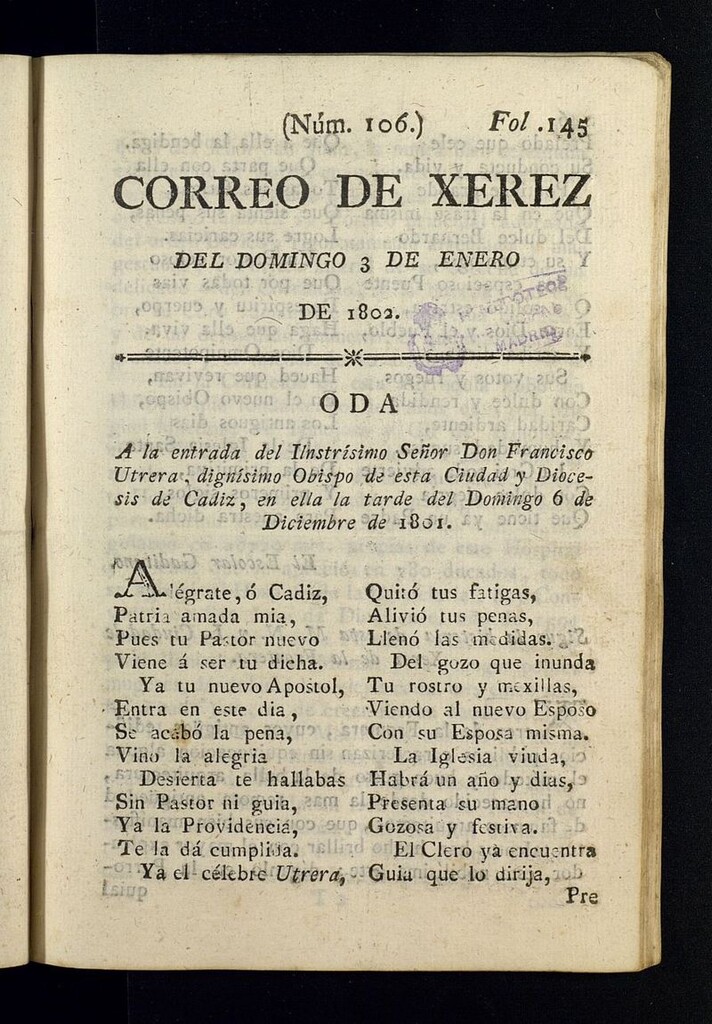 (Núm. 106.) Fol .145
CORREO DE XEREZ
DEL DOMINGO 3 DE ENERO
DE 1802.
ODA
A la entrada del Ilnstrísimo Señor Don Francisco
Utrera, dignísimo Obispo de esta Ciudad y Dioce-
sis de Cadiz, en ella la tarde del Domingo 6 de
Diciembre de 1801.
Alégrate, ó Cadiz,
Patria amada mia,
Pues tu Pastor nuevo
Viene á ser tu dicha.
Ya tu nuevo Apostol,
Entra en este dia,
Se acabó la pena,
Vino la alegria
Desierta te hallabas
Sin Pastor ni guia,
Ya la Providencia,
Te la dá cumplida.
Ya el célebre Utrera,
Quitó tus fatigas,
Alivió tus penas,
Llenó las medidas.
Del gozo que inunda
Tu rostro y mexillas,
Viendo al nuevo Esposo
Con su Esposa misma.
La Iglesia viuda,
Habrá un año y dias,
Presenta su mano
Gozosa y festiva.
El Clero ya encuentra
Guia que lo dirija,
Pre
MADRID